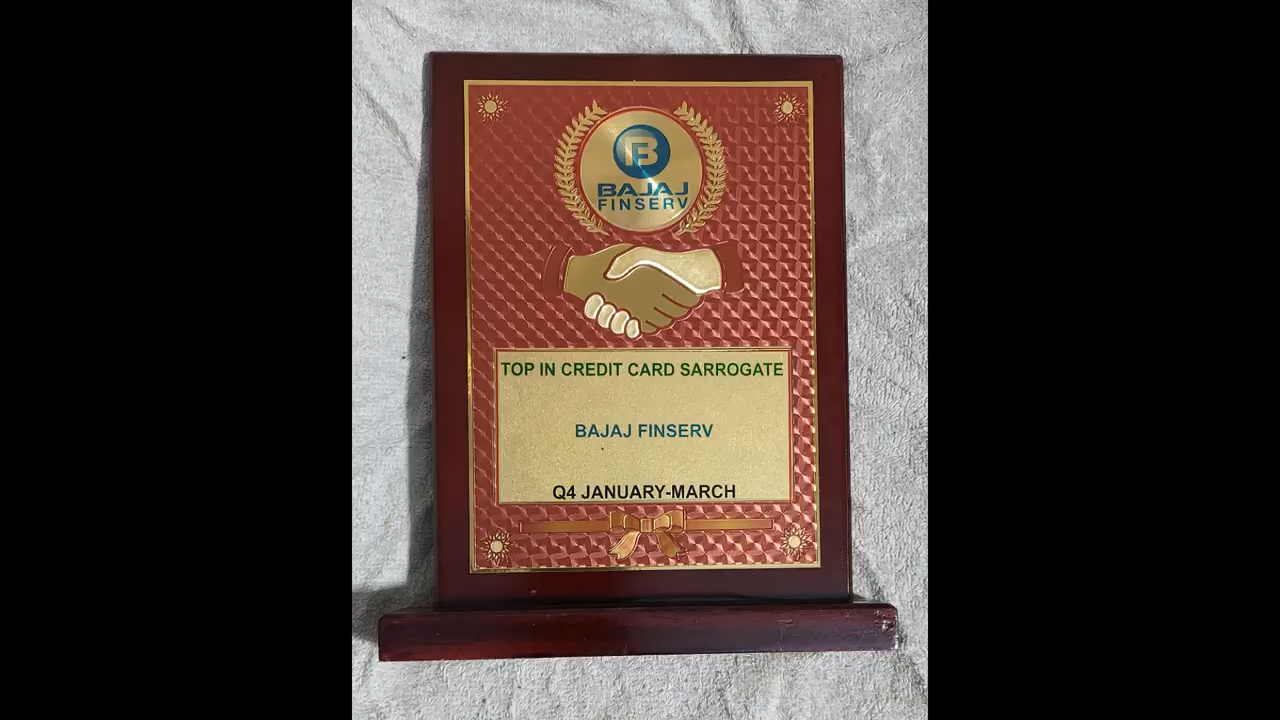 BAJAJ
FINSERV
TOP IN CREDIT CARD SARROGATE
BAJAJ FINSERV
Q4 JANUARY-MARCH